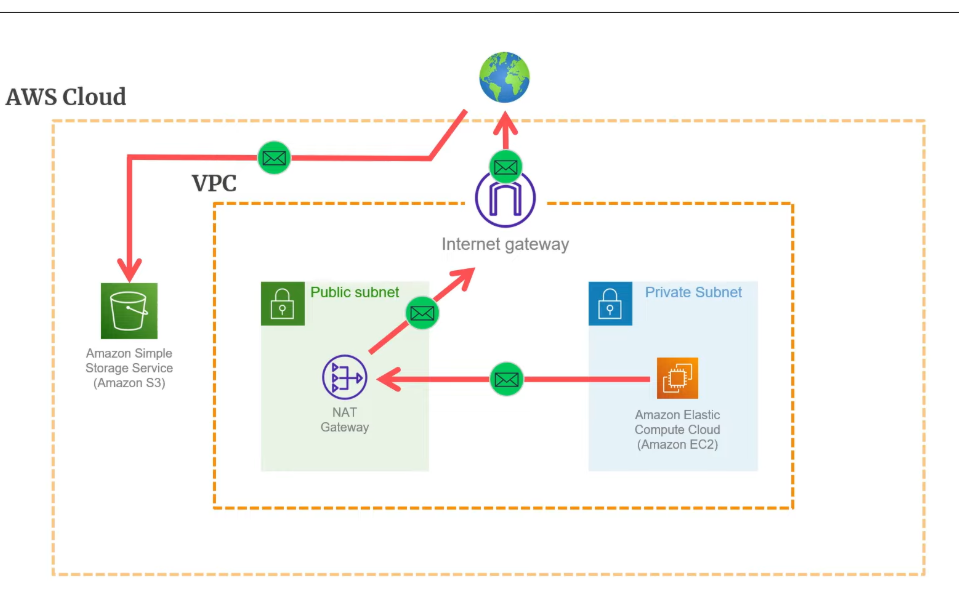 AWS Cloud
VPC
Internet gateway
Public subnet
Private Subnet
Amazon Simple
Storage Service
(Amazon S3)
NAT
Gateway
Amazon Elastic
Compute Cloud
(Amazon EC2)